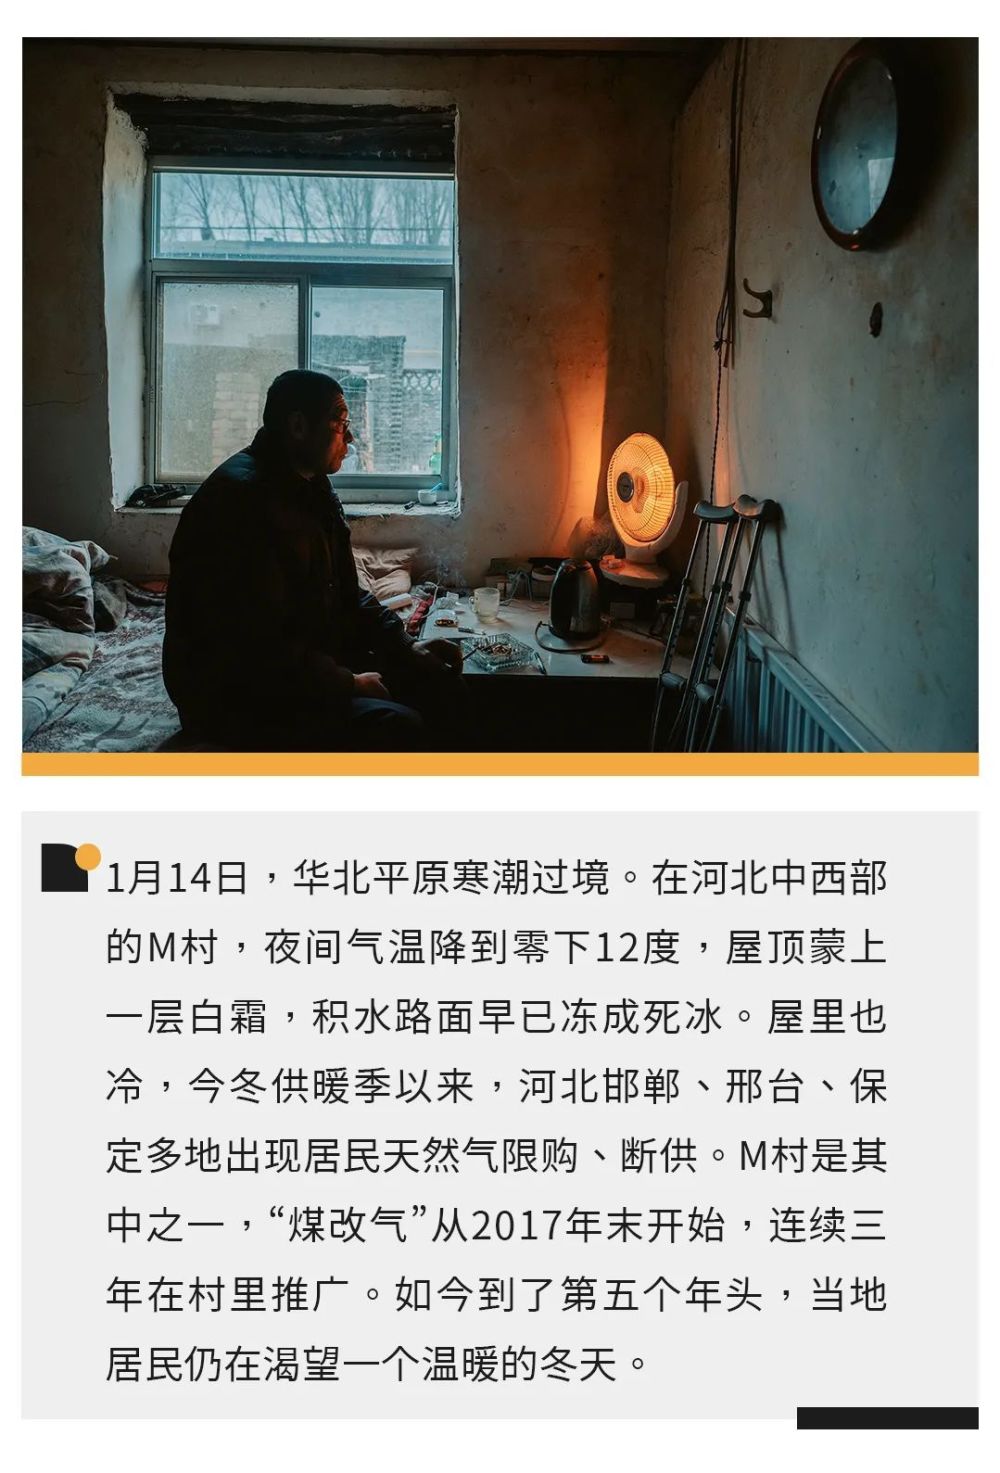 1月14日，华北平原寒潮过境。在河北中西部
的M村，夜间气温降到零下12度，屋顶蒙上
一层白霜，积水路面早已冻成死冰。屋里也
冷，今冬供暖季以来，河北邯郸、邢台、保
定多地出现居民天然气限购、断供。M村是其
中之一，“煤改气”从2017年末开始，连续三
年在村里推广。如今到了第五个年头，当地
居民仍在渴望一个温暖的冬天。